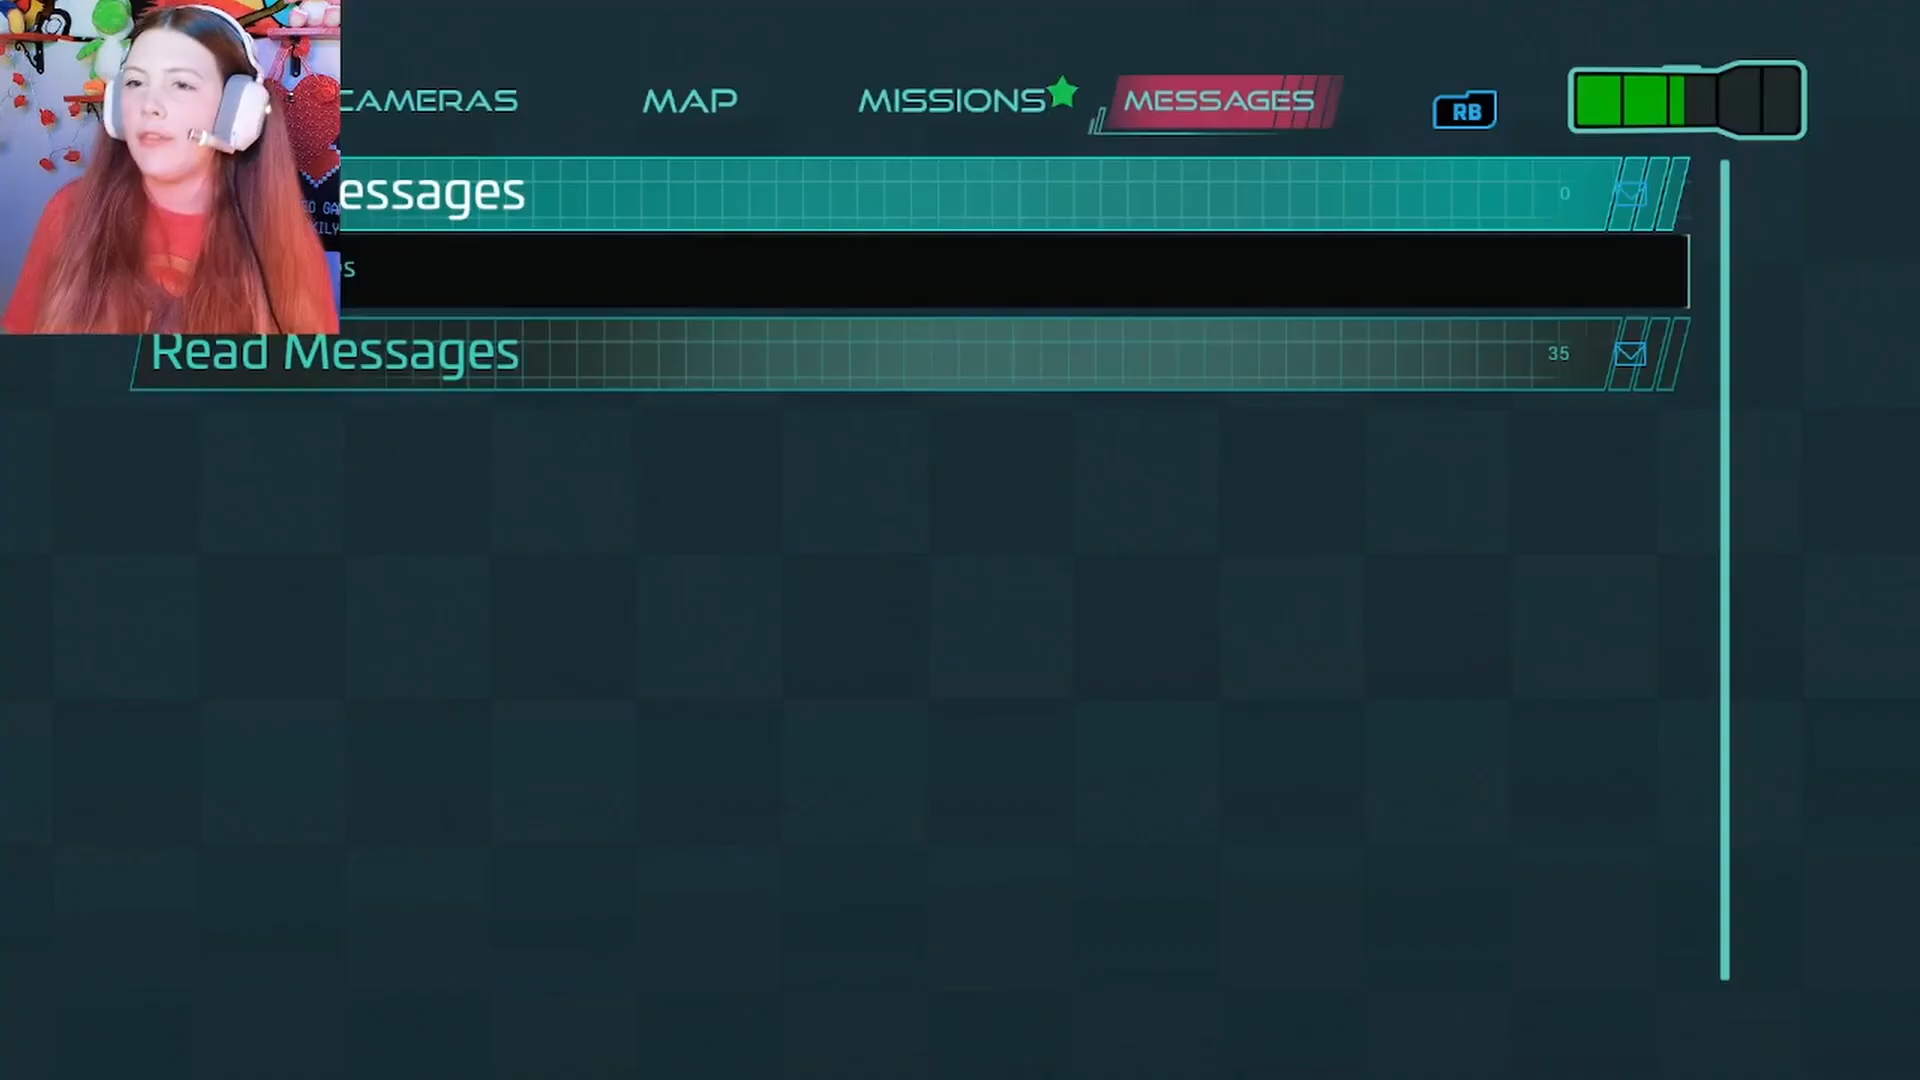 CAMERAS MAP MISSIONS MESSAGES RB
essages 0
s
Read Messages 35